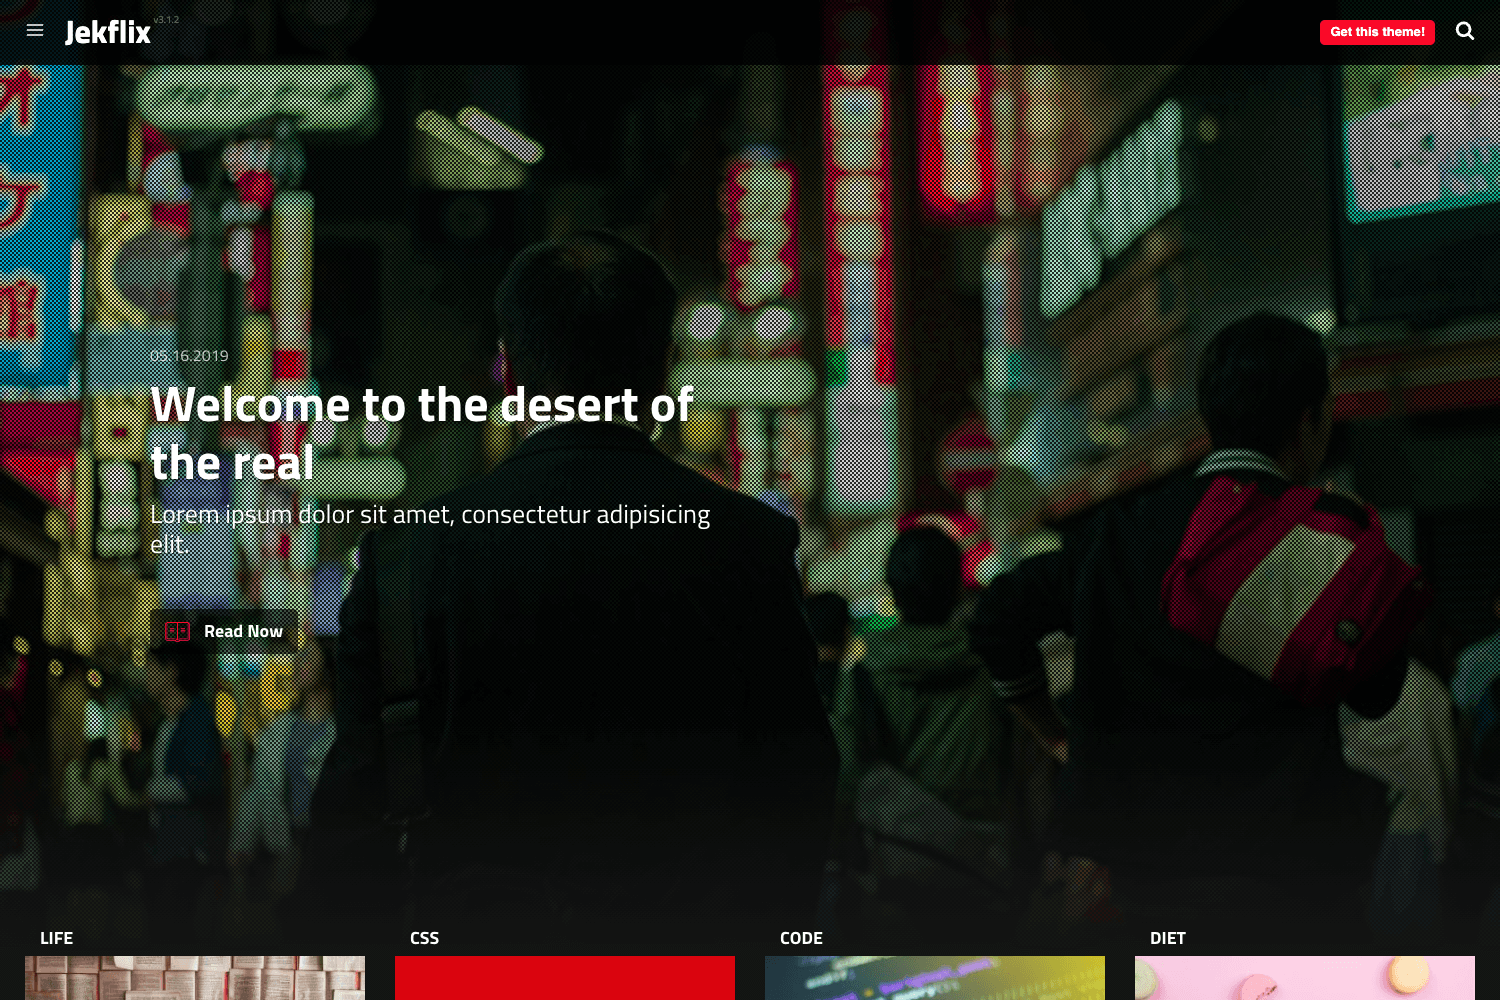 Jekflix
v3.1.2
Get this theme!
05.16.2019
Welcome to the desert of
the real
Lorem ipsum dolor sit amet, consectetur adipisicing
elit.
Read Now
LIFE
CSS
CODE
DIET